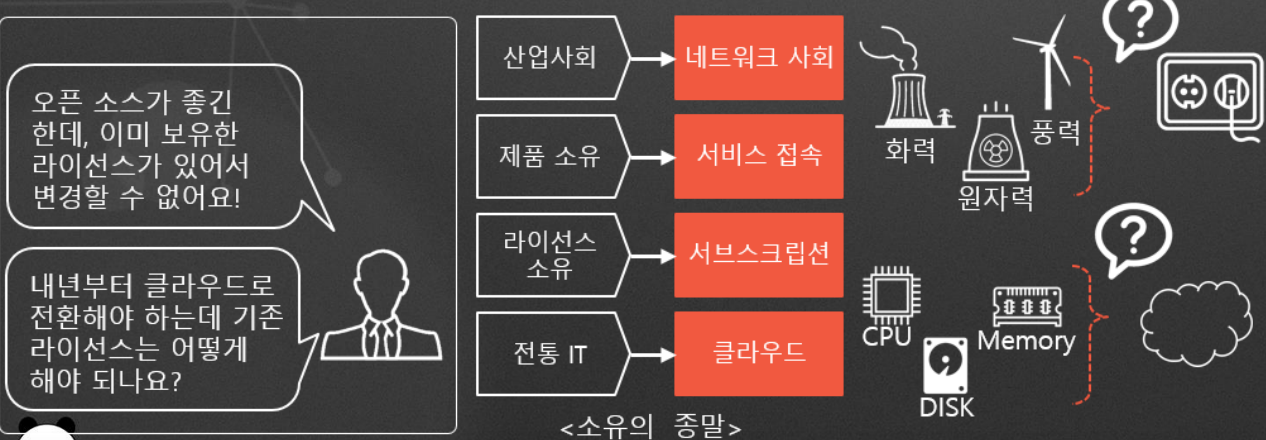 오픈 소스가 좋긴
한데, 이미 보유한
라이선스가 있어서
변경할 수 없어요!
내년부터 클라우드로
전환해야 하는데 기존
라이선스는 어떻게
해야 되나요?
산업사회
네트워크 사회
제품 소유
서비스 접속
라이선스
소유
서브스크립션
전통 IT
클라우드
<소유의 종말>
화력
원자력
풍력
?
CPU
Memory
DISK
?